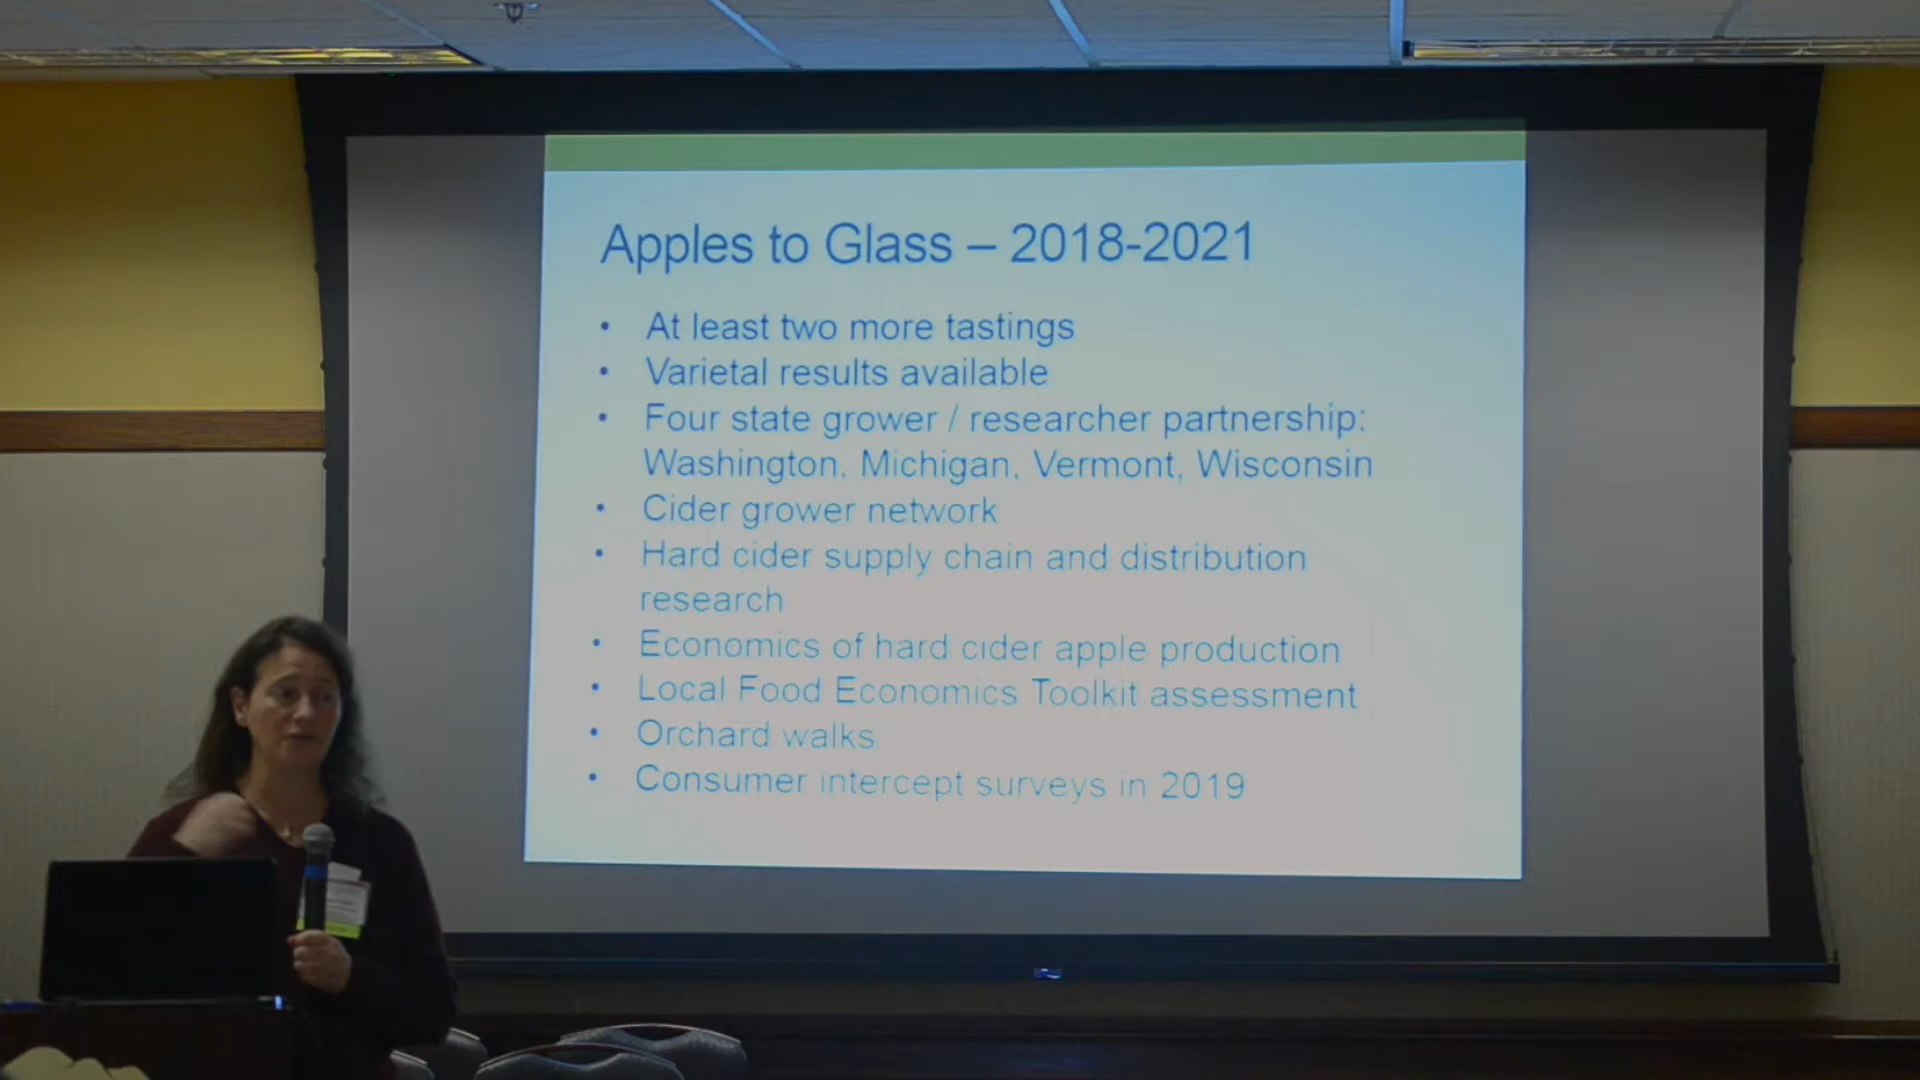 Apples to Glass – 2018-2021
• At least two more tastings
• Varietal results available
• Four state grower / researcher partnership:
Washington, Michigan, Vermont, Wisconsin
• Cider grower network
• Hard cider supply chain and distribution
research
• Economics of hard cider apple production
• Local Food Economics Toolkit assessment
• Orchard walks
• Consumer intercept surveys in 2019